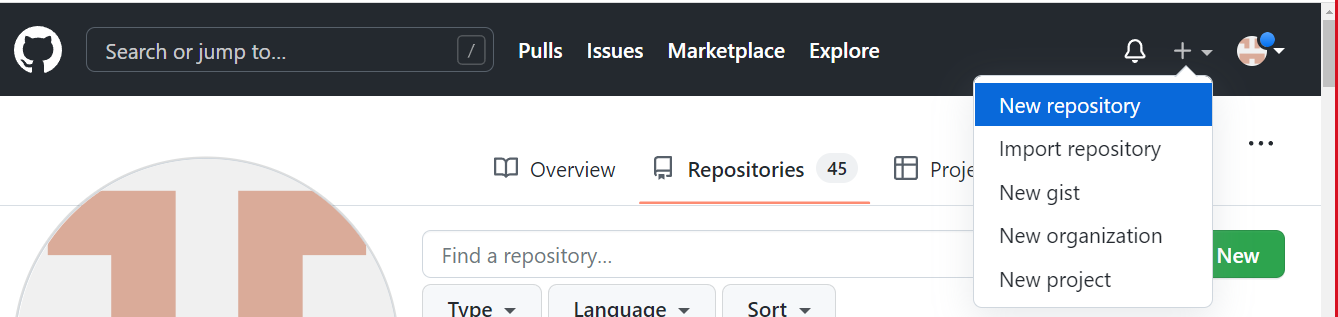 Search or jump to... /
Pulls
Issues
Marketplace
Explore
New repository
Import repository
New gist
New organization
New project
Overview
Repositories 45
Proje
Find a repository...
New
Type
Language
Sort